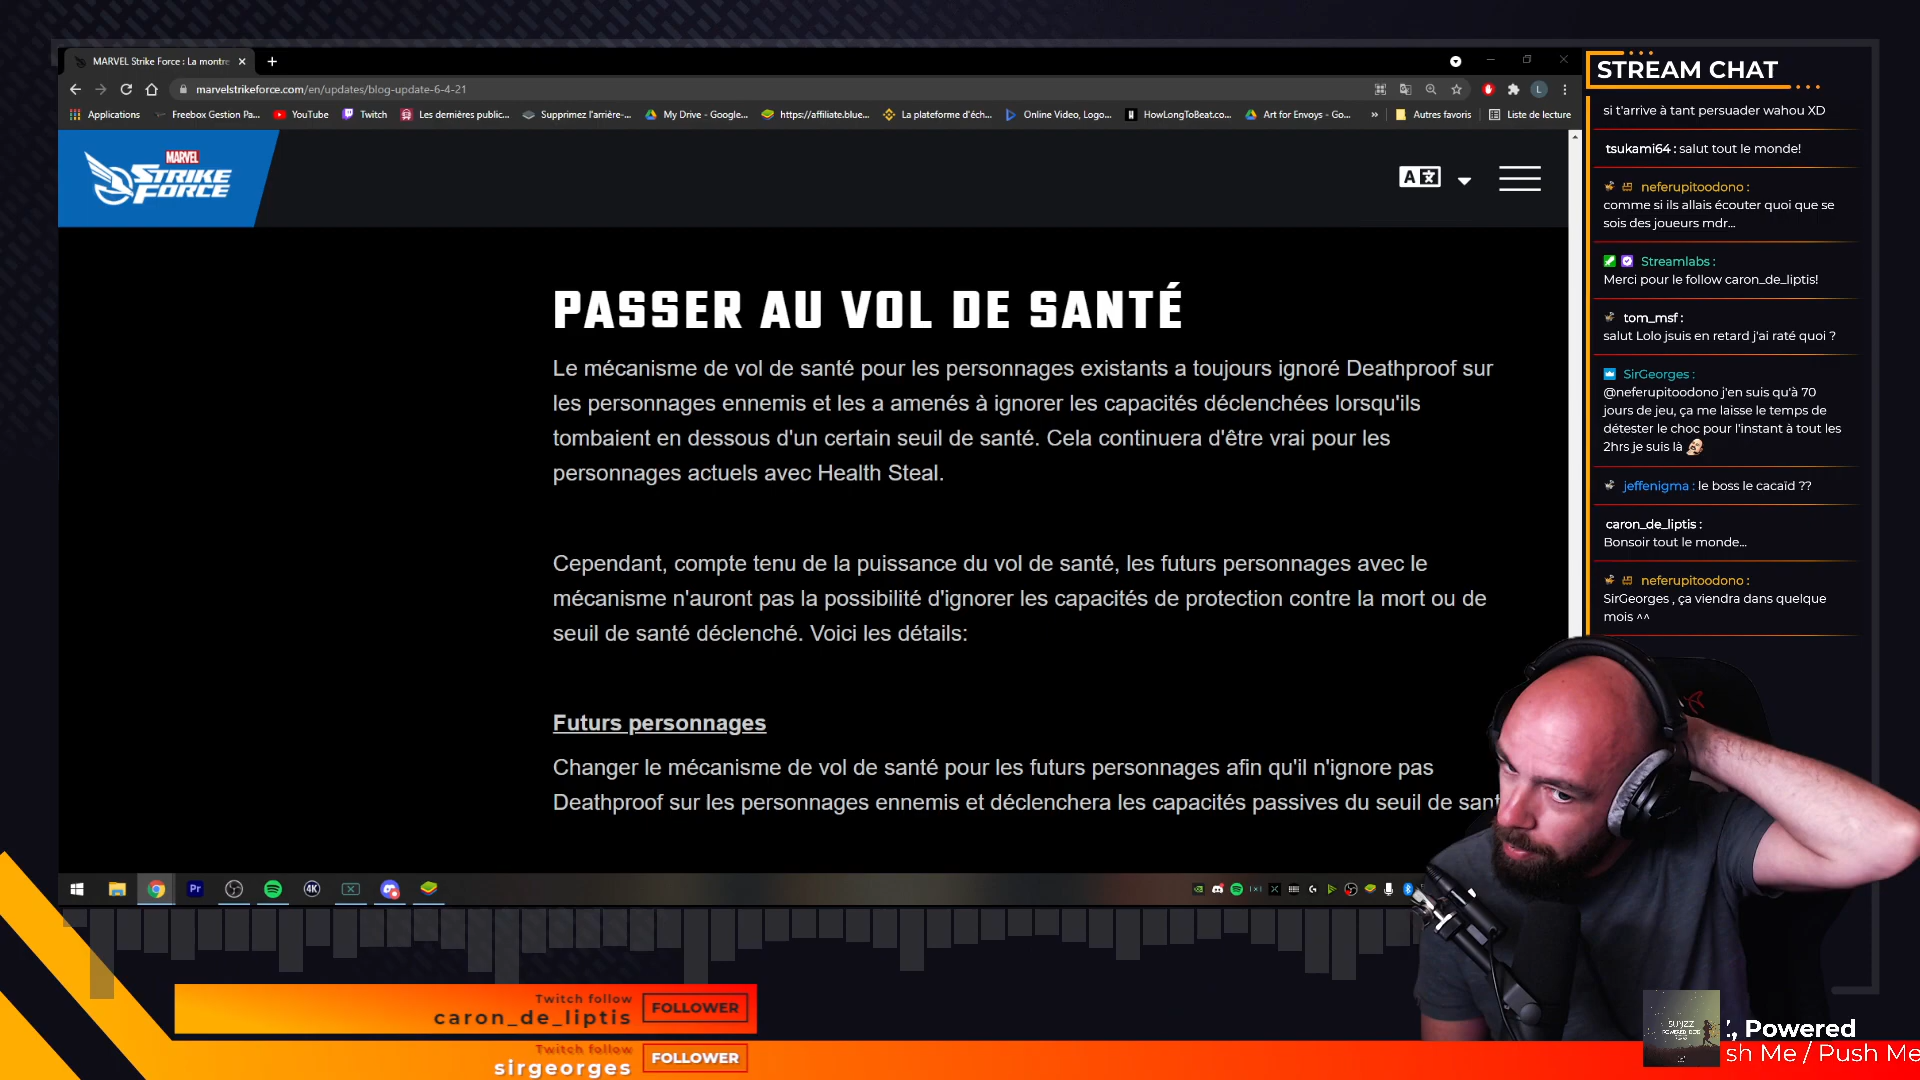 MARVEL Strike Force : La montre
marvelstrikeforce.com/en/updates/blog-update-6-4-21
Applications
Freebox Gestion Pa...
YouTube
Twitch
Les dernières public...
Supprimez l'arrière-...
My Drive - Google...
https://affiliate.blue...
La plateforme d'éch...
Online Video, Logo...
HowLongToBeat.co...
Art for Envoys - Go...
»
Autres favoris
Liste de lecture
MARVEL
STRIKE
FORCE
PASSER AU VOL DE SANTÉ
Le mécanisme de vol de santé pour les personnages existants a toujours ignoré Deathproof sur
les personnages ennemis et les a amenés à ignorer les capacités déclenchées lorsqu'ils
tombaient en dessous d'un certain seuil de santé. Cela continuera d'être vrai pour les
personnages actuels avec Health Steal.
Cependant, compte tenu de la puissance du vol de santé, les futurs personnages avec le
mécanisme n'auront pas la possibilité d'ignorer les capacités de protection contre la mort ou de
seuil de santé déclenché. Voici les détails:
Futurs personnages
Changer le mécanisme de vol de santé pour les futurs personnages afin qu'il n'ignore pas
Deathproof sur les personnages ennemis et déclenchera les capacités passives du seuil de sant
STREAM CHAT
si t'arrive à tant persuader wahou XD
tsukami64 : salut tout le monde!
neferupitoodono :
comme si ils allais écouter quoi que se
sois des joueurs mdr...
Streamlabs :
Merci pour le follow caron_de_liptis!
tom_msf :
salut Lolo jsuis en retard j'ai raté quoi ?
SirGeorges :
@neferupitoodono j'en suis qu'à 70
jours de jeu, ça me laisse le temps de
détester le choc pour l'instant à tout les
2hrs je suis là
jeffenigma : le boss le cacaïd ??
caron_de_liptis :
Bonsoir tout le monde...
neferupitoodono :
SirGeorges , ça viendra dans quelque
mois ^^
Pr
4K
Twitch follow
caron_de_liptis
FOLLOWER
Twitch follow
sirgeorges
FOLLOWER
, Powered
sh Me / Push Me